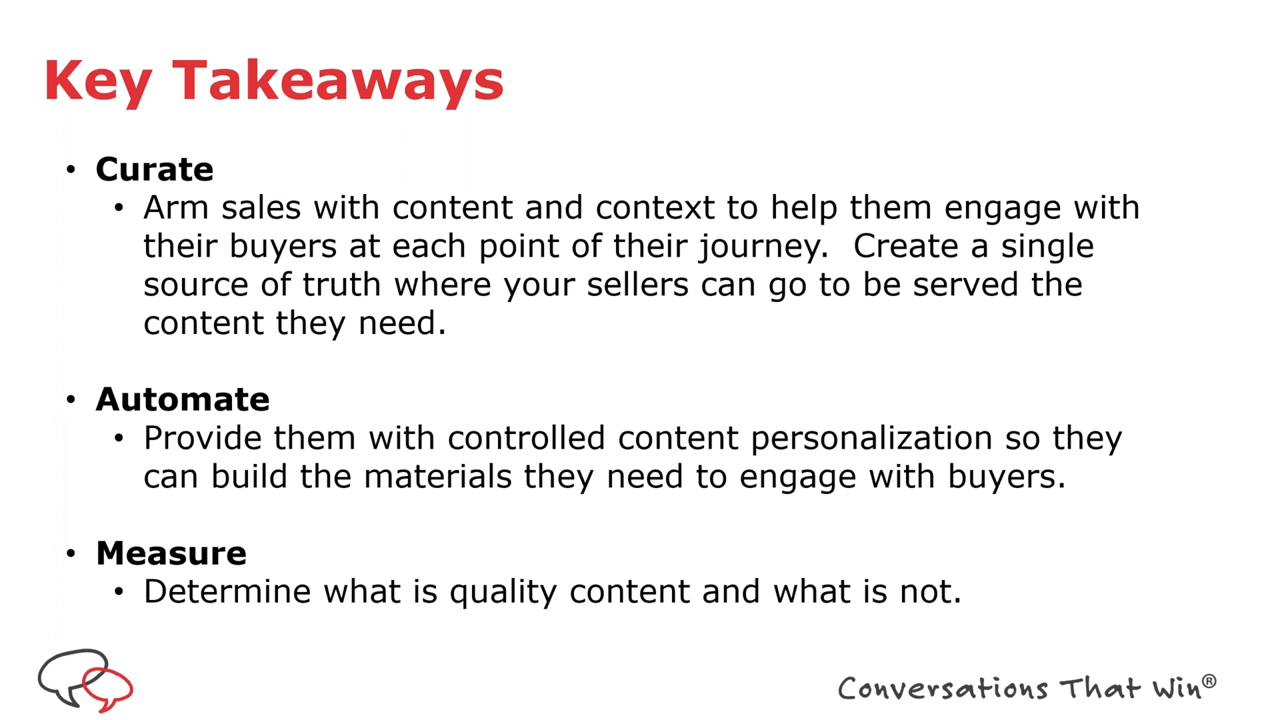 Key Takeaways
• Curate
• Arm sales with content and context to help them engage with
their buyers at each point of their journey.  Create a single
source of truth where your sellers can go to be served the
content they need.
• Automate
• Provide them with controlled content personalization so they
can build the materials they need to engage with buyers.
• Measure
• Determine what is quality content and what is not.
Conversations That Win®